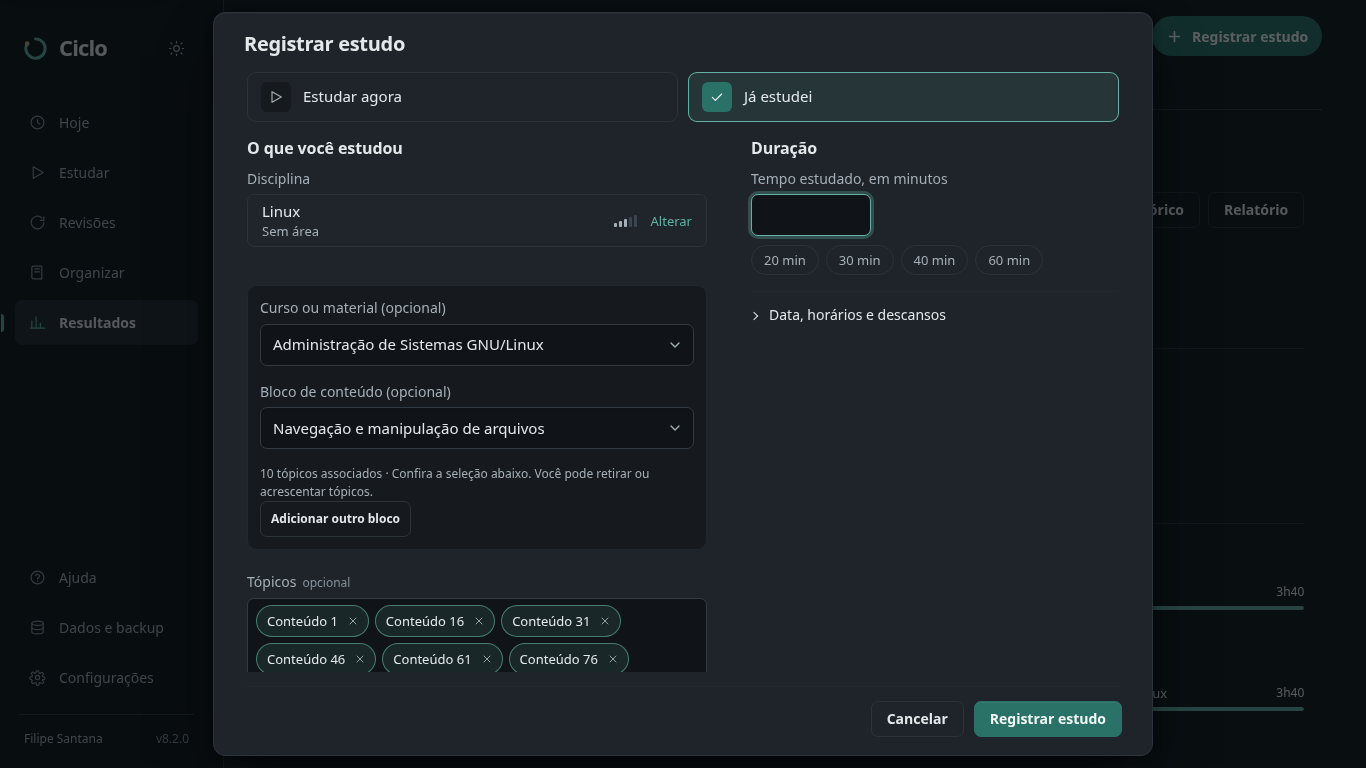 Ciclo
Hoje
Estudar
Revisões
Organizar
Resultados
Ajuda
Dados e backup
Configurações
Filipe Santana
v8.2.0
Registrar estudo
Estudar agora
Já estudei
O que você estudou
Disciplina
Linux
Sem área
Alterar
Curso ou material (opcional)
Administração de Sistemas GNU/Linux
Bloco de conteúdo (opcional)
Navegação e manipulação de arquivos
10 tópicos associados · Confira a seleção abaixo. Você pode retirar ou
acrescentar tópicos.
Adicionar outro bloco
Tópicos opcional
Conteúdo 1 × Conteúdo 16 × Conteúdo 31 ×
Conteúdo 46 × Conteúdo 61 × Conteúdo 76 ×
Duração
Tempo estudado, em minutos
20 min 30 min 40 min 60 min
Data, horários e descansos
Cancelar
Registrar estudo
+ Registrar estudo
órico
Relatório
3h40
ux
3h40